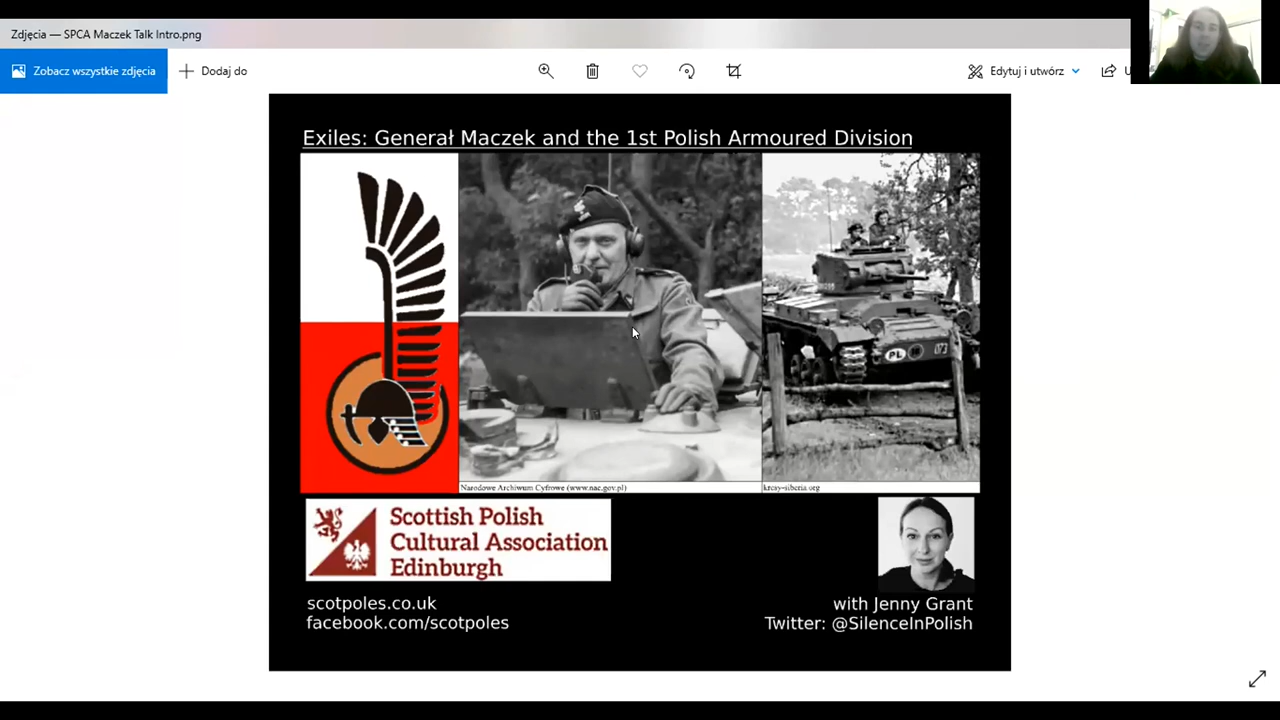 Zdjęcia — SPCA Maczek Talk Intro.png
Zobacz wszystkie zdjęcia
Dodaj do
Edytuj i utwórz
U
Exiles: Generał Maczek and the 1st Polish Armoured Division
PL
Narodowe Archiwum Cyfrowe (www.nac.gov.pl)
kresy-siberia.org
Scottish Polish
Cultural Association
Edinburgh
scotpoles.co.uk
facebook.com/scotpoles
with Jenny Grant
Twitter: @SilenceInPolish